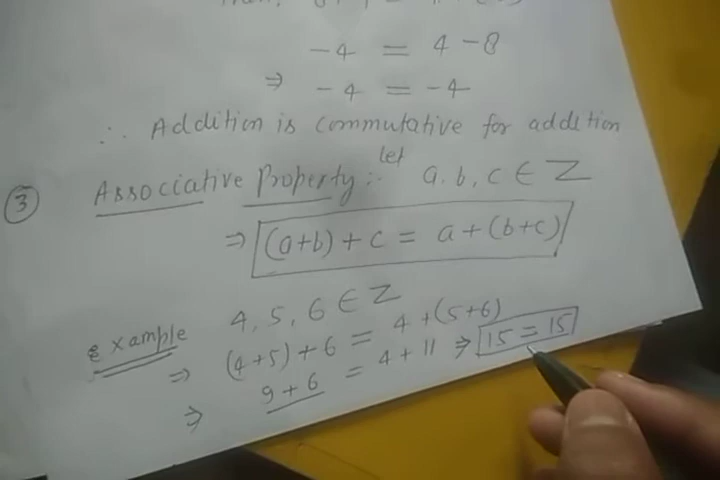 -4 = 4-8
⇒ -4 = -4
∴ Addition is commutative for addition
③ Associative Property:- let a, b, c ∈ Z
⇒ (a+b)+c = a+(b+c)
Example 4, 5, 6 ∈ Z
⇒ (4+5)+6 = 4+(5+6)
⇒ 9+6 = 4+11 ⇒ 15 = 15